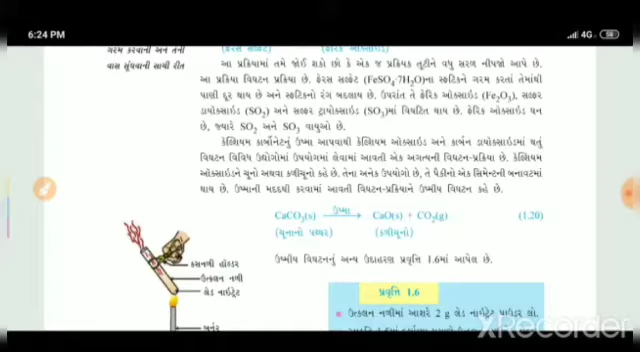 6:24 PM
4G
58
ગરમ કરવાની અને તેની
વાસ સૂંઘવાની સાચી રીત
(ફેરસ સલ્ફેટ) (ફેરિક ઑક્સાઇડ)
આ પ્રક્રિયામાં તમે જોઈ શકો છો કે એક જ પ્રક્રિયક તૂટીને વધુ સરળ નીપજો આપે છે.
આ પ્રક્રિયા વિઘટન પ્રક્રિયા છે. ફેરસ સલ્ફેટ (FeSO₄·7H₂O)ના સ્ફટિકને ગરમ કરતાં તેમાંથી
પાણી દૂર થાય છે અને સ્ફટિકનો રંગ બદલાય છે. ઉપરાંત તે ફેરિક ઑક્સાઇડ (Fe₂O₃), સલ્ફર
ડાયોક્સાઇડ (SO₂) અને સલ્ફર ટ્રાયોક્સાઇડ (SO₃)માં વિઘટિત થાય છે. ફેરિક ઑક્સાઇડ ઘન
છે, જ્યારે SO₂ અને SO₃ વાયુઓ છે.
કૅલ્શિયમ કાર્બોનેટનું ઉષ્મા આપવાથી કૅલ્શિયમ ઑક્સાઇડ અને કાર્બન ડાયોક્સાઇડમાં થતું
વિઘટન વિવિધ ઉદ્યોગોમાં ઉપયોગમાં લેવામાં આવતી એક અગત્યની વિઘટન-પ્રક્રિયા છે. કૅલ્શિયમ
ઑક્સાઇડને ચૂનો અથવા કળીચૂનો કહે છે. તેના અનેક ઉપયોગો છે, તે પૈકીનો એક સિમેન્ટની બનાવટમાં
થાય છે. ઉષ્માની મદદથી કરવામાં આવતી વિઘટન-પ્રક્રિયાને ઉષ્મીય વિઘટન કહે છે.
CaCO₃(s) ઉષ્મા→ CaO(s) + CO₂(g) (1.20)
(ચૂનાનો પથ્થર) (કળીચૂનો)
ઉષ્મીય વિઘટનનું અન્ય ઉદાહરણ પ્રવૃત્તિ 1.6માં આપેલ છે.
કસનળી હોલ્ડર
ઉત્કલન નળી
લેડ નાઇટ્રેટ
બર્નર
પ્રવૃત્તિ 1.6
ઉત્કલન નળીમાં આશરે 2 g લેડ નાઇટ્રેટ પાઉડર લો.
XRecorder